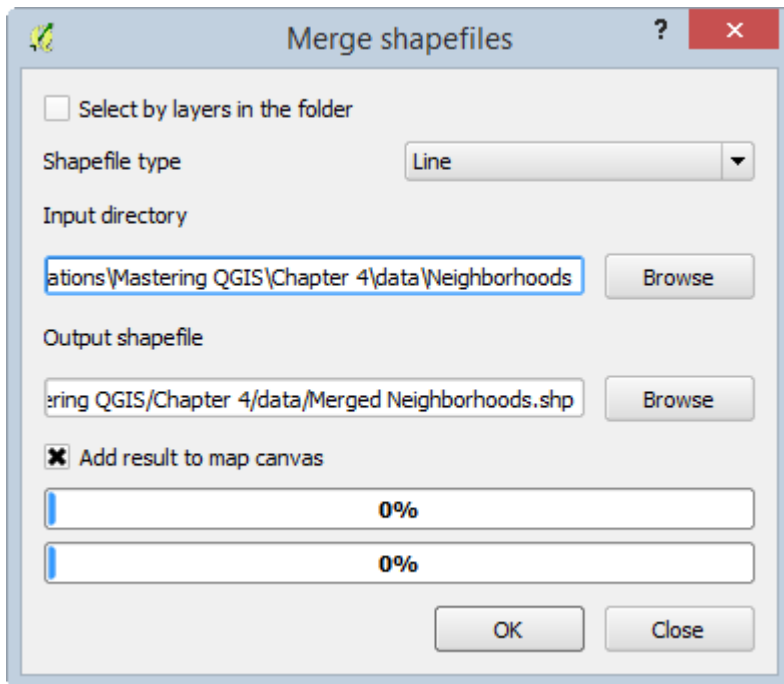 Merge shapefiles
?
Select by layers in the folder
Shapefile type Line
Input directory
ations\Mastering QGIS\Chapter 4\data\Neighborhoods Browse
Output shapefile
ering QGIS/Chapter 4/data/Merged Neighborhoods.shp Browse
Add result to map canvas
0%
0%
OK Close